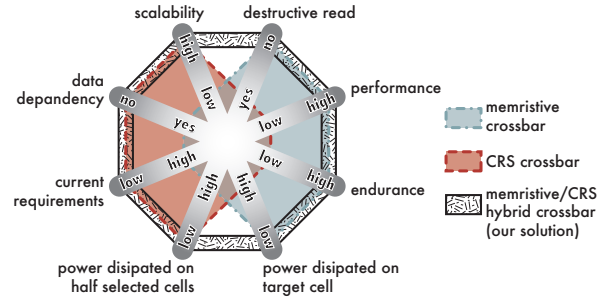 scalability
destructive read
high
no
data
dependancy
performance
no
low
yes
high
yes
low
memristive
crossbar
CRS crossbar
current
requirements
low
high
low
high
endurance
memristive/CRS
hybrid crossbar
(our solution)
high
high
low
low
power disipated on
half selected cells
power disipated on
target cell